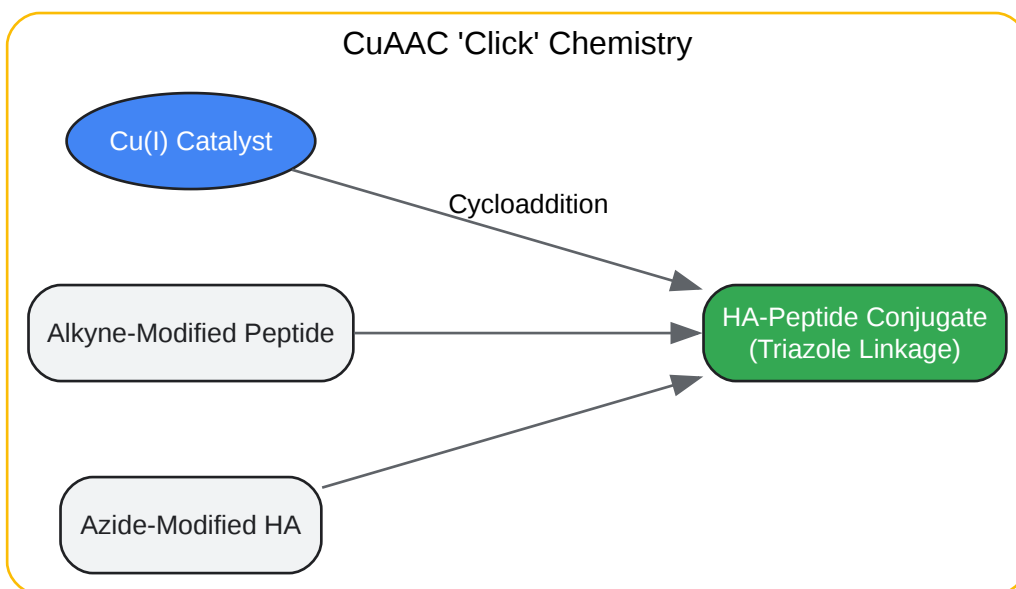 CuAAC 'Click' Chemistry
Cu(I) Catalyst
Cycloaddition
Alkyne-Modified Peptide
HA-Peptide Conjugate
(Triazole Linkage)
Azide-Modified HA